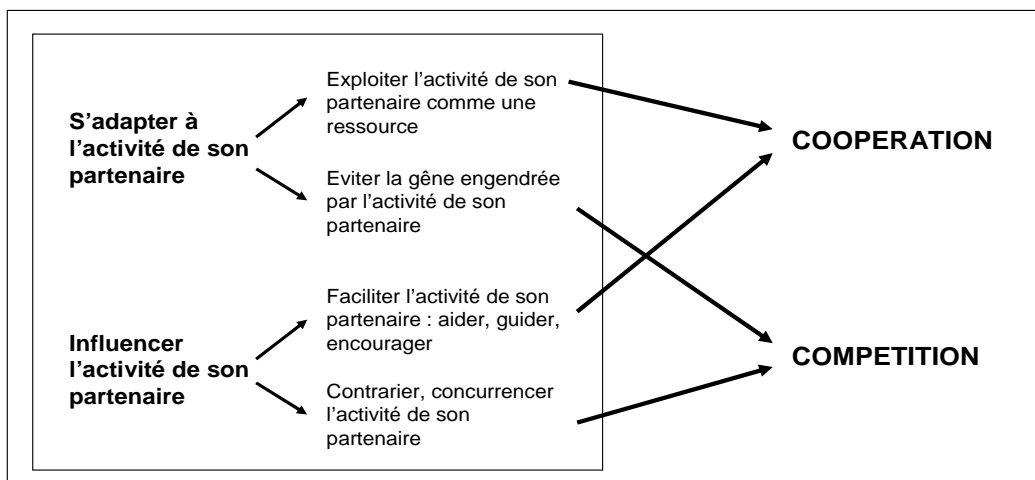 S'adapter à
l'activité de son
partenaire
Exploiter l'activité de son
partenaire comme une
ressource
Eviter la gêne engendrée
par l'activité de son
partenaire
COOPERATION
Influencer
l'activité de son
partenaire
Faciliter l'activité de son
partenaire : aider, guider,
encourager
Contrarier, concurrencer
l'activité de son
partenaire
COMPETITION